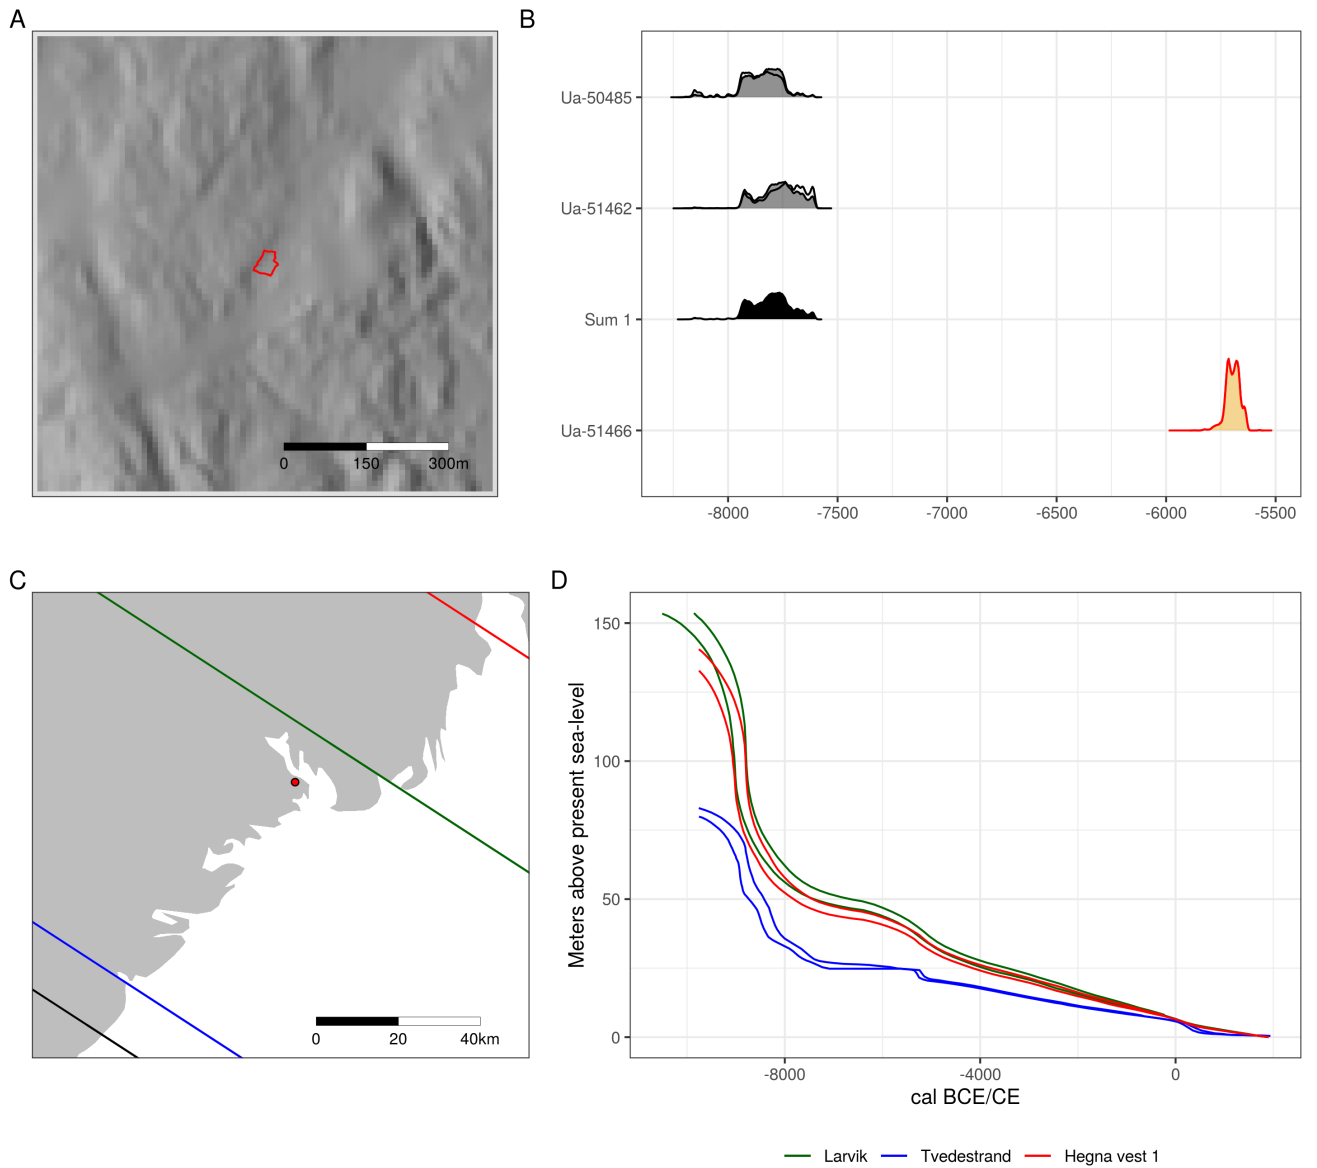 A
B
Ua-50485
Ua-51462
Sum 1
Ua-51466
0 150 300m
-8000 -7500 -7000 -6500 -6000 -5500
C
D
0 20 40km
Meters above present sea-level
150
100
50
0
-8000 -4000 0
cal BCE/CE
Larvik Tvedestrand Hegna vest 1